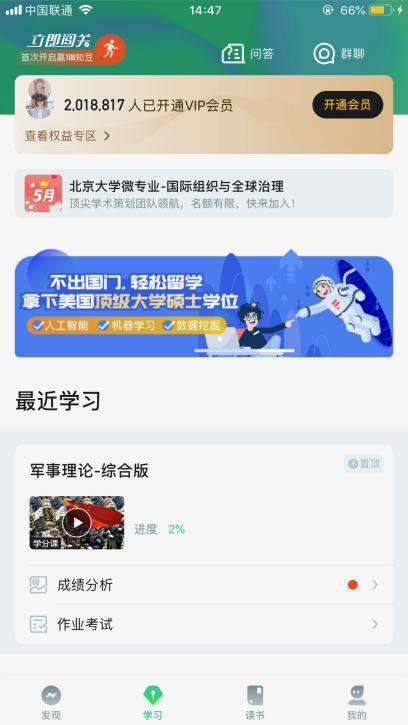 中国联通
14:47
66%
立即闯关
首次开启赢100知豆
问答
群聊
2,018,817 人已开通VIP会员
开通会员
查看权益专区
5月
北京大学微专业-国际组织与全球治理
顶尖学术策划团队领航，名额有限，快来加入！
不出国门，轻松留学
拿下美国顶级大学硕士学位
人工智能 机器学习 数据挖掘
最近学习
军事理论-综合版
置顶
学分课
进度 2%
成绩分析
作业考试
发现
学习
读书
我的